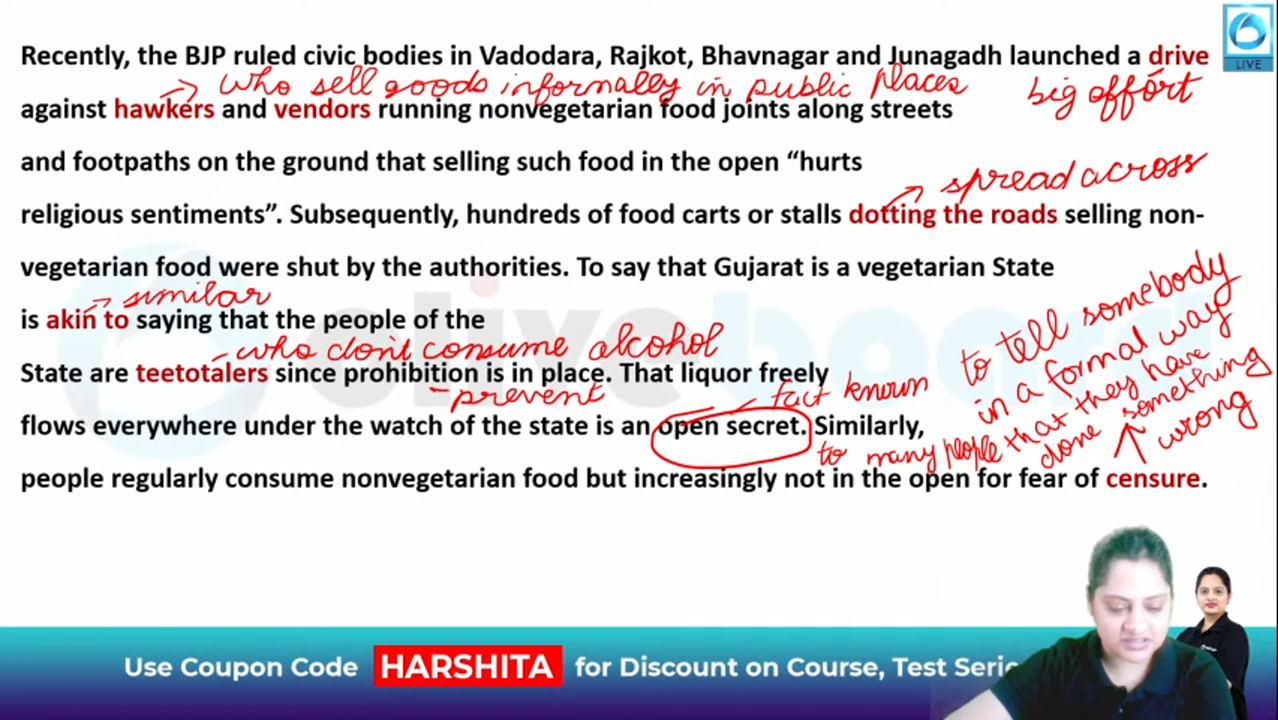 LIVE
Recently, the BJP ruled civic bodies in Vadodara, Rajkot, Bhavnagar and Junagadh launched a drive
who sell goods informally in public places
big effort
against hawkers and vendors running nonvegetarian food joints along streets
and footpaths on the ground that selling such food in the open “hurts
spread across
religious sentiments”. Subsequently, hundreds of food carts or stalls dotting the roads selling non-
vegetarian food were shut by the authorities. To say that Gujarat is a vegetarian State
similar
is akin to saying that the people of the
who don't consume alcohol
State are teetotalers since prohibition is in place. That liquor freely
prevent
fact known
to many people
flows everywhere under the watch of the state is an open secret. Similarly,
to tell somebody
in a formal way
that they have
done something
wrong
people regularly consume nonvegetarian food but increasingly not in the open for fear of censure.
olive
Use Coupon Code HARSHITA for Discount on Course, Test Serie